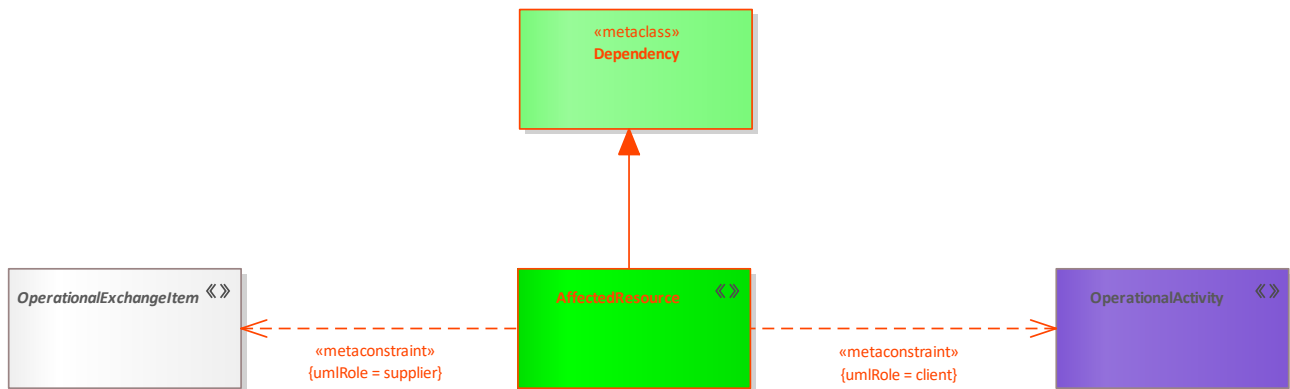 «metaclass»
Dependency
OperationalExchangeItem «»
AffectedResource «»
OperationalActivity «»
«metaconstraint»
{umlRole = supplier}
«metaconstraint»
{umlRole = client}